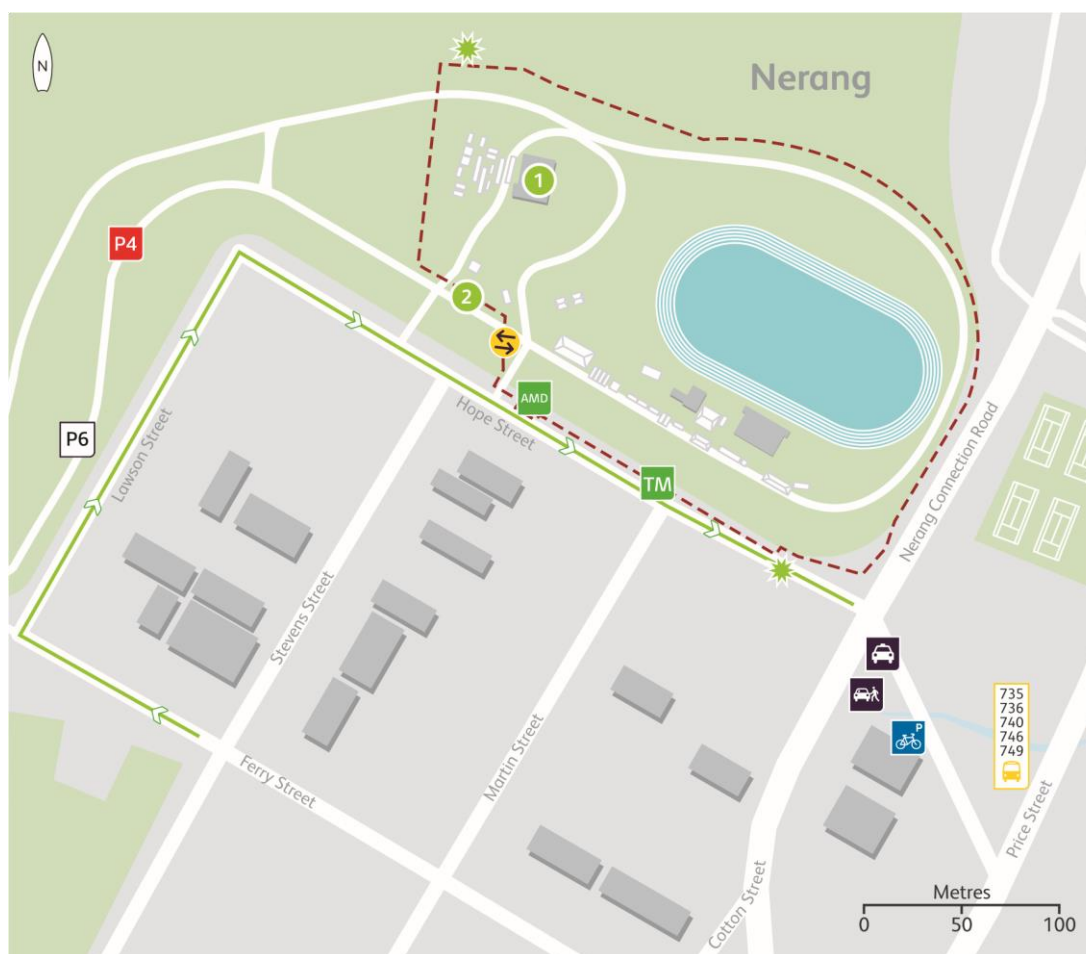 N
Nerang
1
P4
2
AMD
P6
Lawson Street
Hope Street
TM
Nerang Connection Road
Stevens Street
P
735
736
740
746
749
Martin Street
Ferry Street
Price Street
Cotton Street
Metres
0 50 100